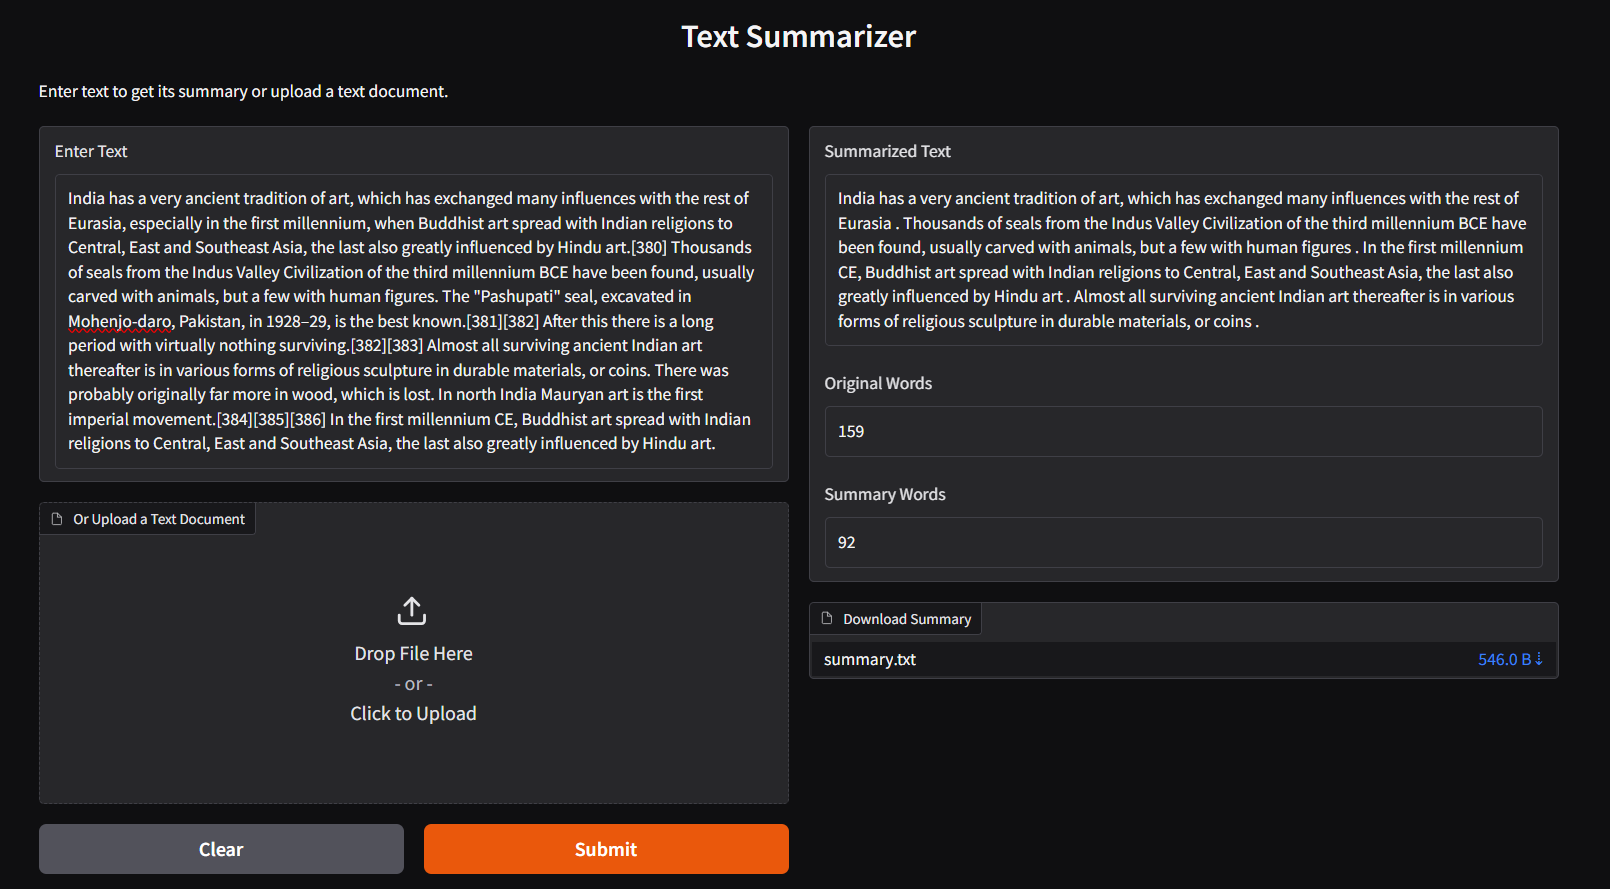 Text Summarizer
Enter text to get its summary or upload a text document.
Enter Text
India has a very ancient tradition of art, which has exchanged many influences with the rest of
Eurasia, especially in the first millennium, when Buddhist art spread with Indian religions to
Central, East and Southeast Asia, the last also greatly influenced by Hindu art.[380] Thousands
of seals from the Indus Valley Civilization of the third millennium BCE have been found, usually
carved with animals, but a few with human figures. The "Pashupati" seal, excavated in
Mohenjo-daro, Pakistan, in 1928–29, is the best known.[381][382] After this there is a long
period with virtually nothing surviving.[382][383] Almost all surviving ancient Indian art
thereafter is in various forms of religious sculpture in durable materials, or coins. There was
probably originally far more in wood, which is lost. In north India Mauryan art is the first
imperial movement.[384][385][386] In the first millennium CE, Buddhist art spread with Indian
religions to Central, East and Southeast Asia, the last also greatly influenced by Hindu art.
Or Upload a Text Document
Drop File Here
- or -
Click to Upload
Clear
Submit
Summarized Text
India has a very ancient tradition of art, which has exchanged many influences with the rest of
Eurasia . Thousands of seals from the Indus Valley Civilization of the third millennium BCE have
been found, usually carved with animals, but a few with human figures . In the first millennium
CE, Buddhist art spread with Indian religions to Central, East and Southeast Asia, the last also
greatly influenced by Hindu art . Almost all surviving ancient Indian art thereafter is in various
forms of religious sculpture in durable materials, or coins .
Original Words
159
Summary Words
92
Download Summary
summary.txt
546.0 B ⇣